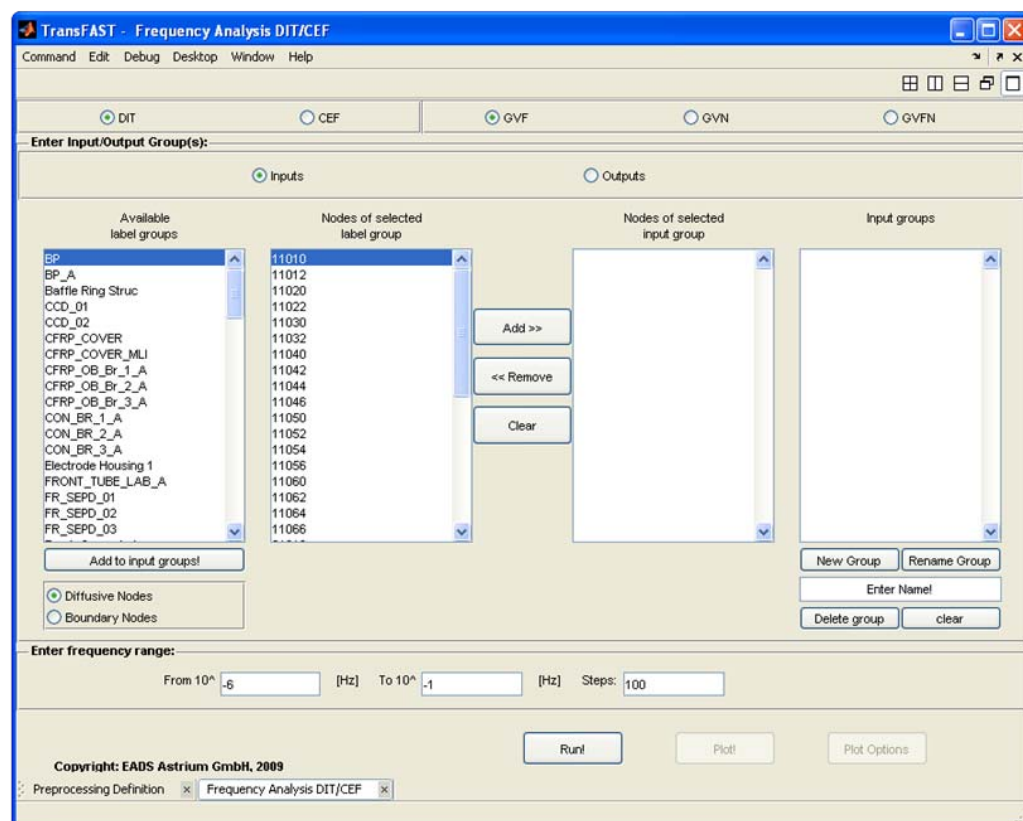 TransFAST - Frequency Analysis DIT/CEF
Command Edit Debug Desktop Window Help
DIT CEF GVF GVN GVFN
Enter Input/Output Group(s):
Inputs Outputs
Available
label groups
Nodes of selected
label group
Nodes of selected
input group
Input groups
BP
BP_A
Baffle Ring Struc
CCD_01
CCD_02
CFRP_COVER
CFRP_COVER_MLI
CFRP_OB_Br_1_A
CFRP_OB_Br_2_A
CFRP_OB_Br_3_A
CON_BR_1_A
CON_BR_2_A
CON_BR_3_A
Electrode Housing 1
FRONT_TUBE_LAB_A
FR_SEPD_01
FR_SEPD_02
FR_SEPD_03
11010
11012
11020
11022
11030
11032
11040
11042
11044
11046
11050
11052
11054
11056
11060
11062
11064
11066
Add >>
<< Remove
Clear
Add to input groups!
Diffusive Nodes
Boundary Nodes
New Group Rename Group
Enter Name!
Delete group clear
Enter frequency range:
From 10^ -6 [Hz] To 10^ -1 [Hz] Steps: 100
Run! Plot! Plot Options
Copyright: EADS Astrium GmbH, 2009
Preprocessing Definition Frequency Analysis DIT/CEF